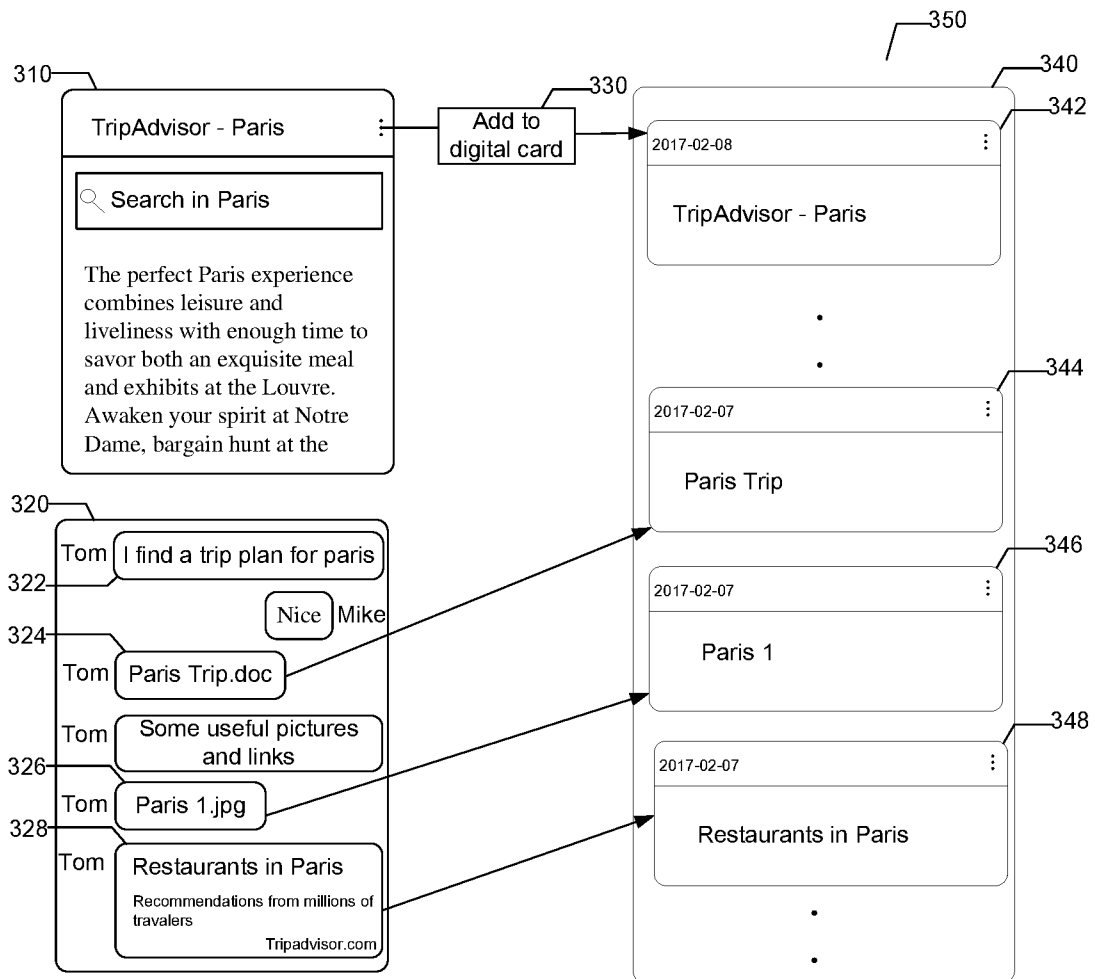 350
310
340
330
342
TripAdvisor - Paris
Add to
digital card
2017-02-08
Search in Paris
TripAdvisor - Paris
The perfect Paris experience
combines leisure and
liveliness with enough time to
savor both an exquisite meal
and exhibits at the Louvre.
Awaken your spirit at Notre
Dame, bargain hunt at the
344
2017-02-07
Paris Trip
320
Tom
I find a trip plan for paris
322
Nice
Mike
324
Tom
Paris Trip.doc
346
2017-02-07
Paris 1
Tom
Some useful pictures
and links
326
Tom
Paris 1.jpg
328
Tom
Restaurants in Paris
Recommendations from millions of
travalers
Tripadvisor.com
348
2017-02-07
Restaurants in Paris